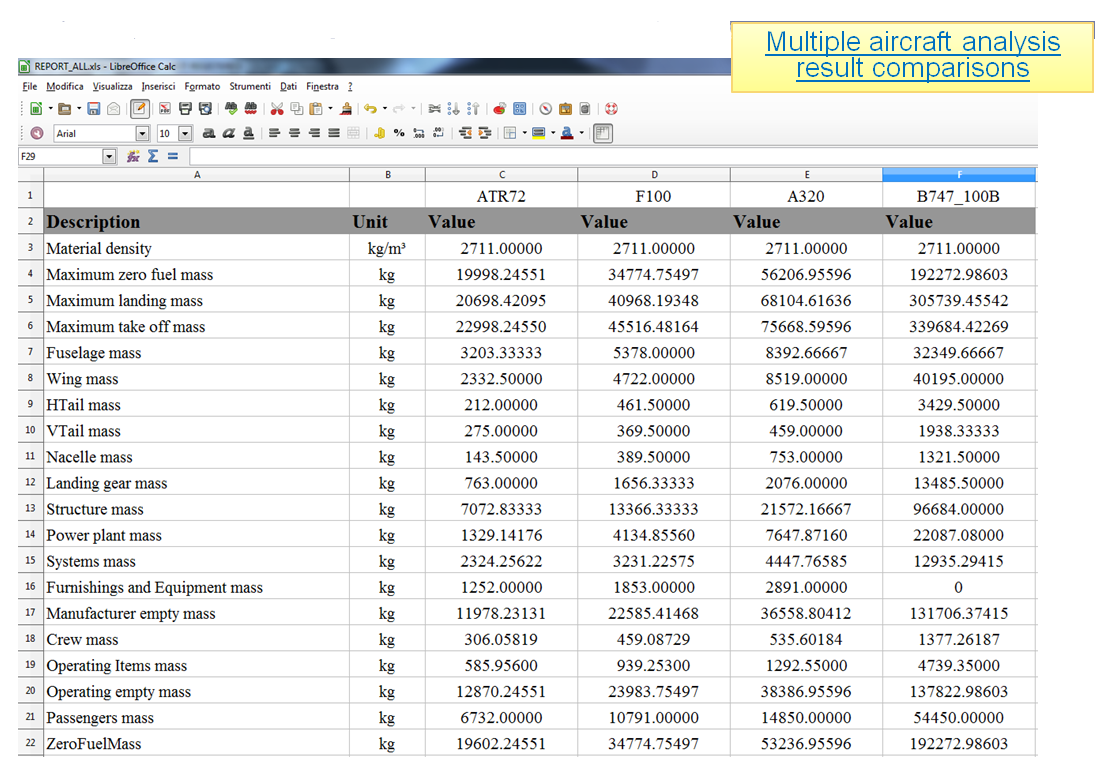 Multiple aircraft analysis
result comparisons
REPORT_ALL.xls - LibreOffice Calc
File Modifica Visualizza Inserisci Formato Strumenti Dati Finestra ?
Arial 10
F29
A B C D E F
1 ATR72 F100 A320 B747_100B
2 Description Unit Value Value Value Value
3 Material density kg/m³ 2711.00000 2711.00000 2711.00000 2711.00000
4 Maximum zero fuel mass kg 19998.24551 34774.75497 56206.95596 192272.98603
5 Maximum landing mass kg 20698.42095 40968.19348 68104.61636 305739.45542
6 Maximum take off mass kg 22998.24550 45516.48164 75668.59596 339684.42269
7 Fuselage mass kg 3203.33333 5378.00000 8392.66667 32349.66667
8 Wing mass kg 2332.50000 4722.00000 8519.00000 40195.00000
9 HTail mass kg 212.00000 461.50000 619.50000 3429.50000
10 VTail mass kg 275.00000 369.50000 459.00000 1938.33333
11 Nacelle mass kg 143.50000 389.50000 753.00000 1321.50000
12 Landing gear mass kg 763.00000 1656.33333 2076.00000 13485.50000
13 Structure mass kg 7072.83333 13366.33333 21572.16667 96684.00000
14 Power plant mass kg 1329.14176 4134.85560 7647.87160 22087.08000
15 Systems mass kg 2324.25622 3231.22575 4447.76585 12935.29415
16 Furnishings and Equipment mass kg 1252.00000 1853.00000 2891.00000 0
17 Manufacturer empty mass kg 11978.23131 22585.41468 36558.80412 131706.37415
18 Crew mass kg 306.05819 459.08729 535.60184 1377.26187
19 Operating Items mass kg 585.95600 939.25300 1292.55000 4739.35000
20 Operating empty mass kg 12870.24551 23983.75497 38386.95596 137822.98603
21 Passengers mass kg 6732.00000 10791.00000 14850.00000 54450.00000
22 ZeroFuelMass kg 19602.24551 34774.75497 53236.95596 192272.98603